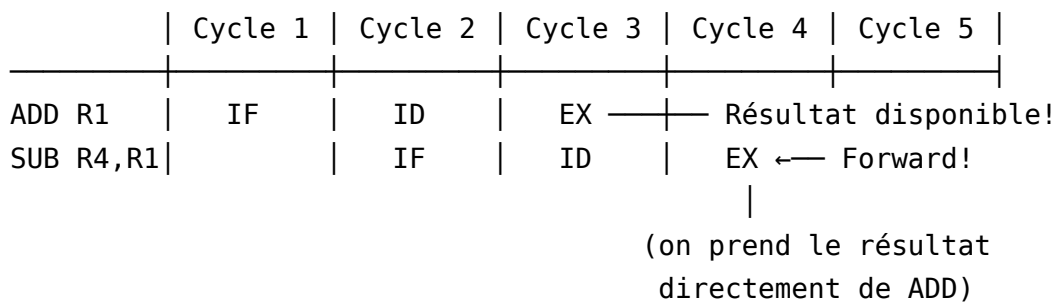 │ Cycle 1 │ Cycle 2 │ Cycle 3 │ Cycle 4 │ Cycle 5 │
ADD R1 │ IF │ ID │ EX ──┼── Résultat disponible!
SUB R4,R1│ │ IF │ ID │ EX ←── Forward!
│
(on prend le résultat
directement de ADD)